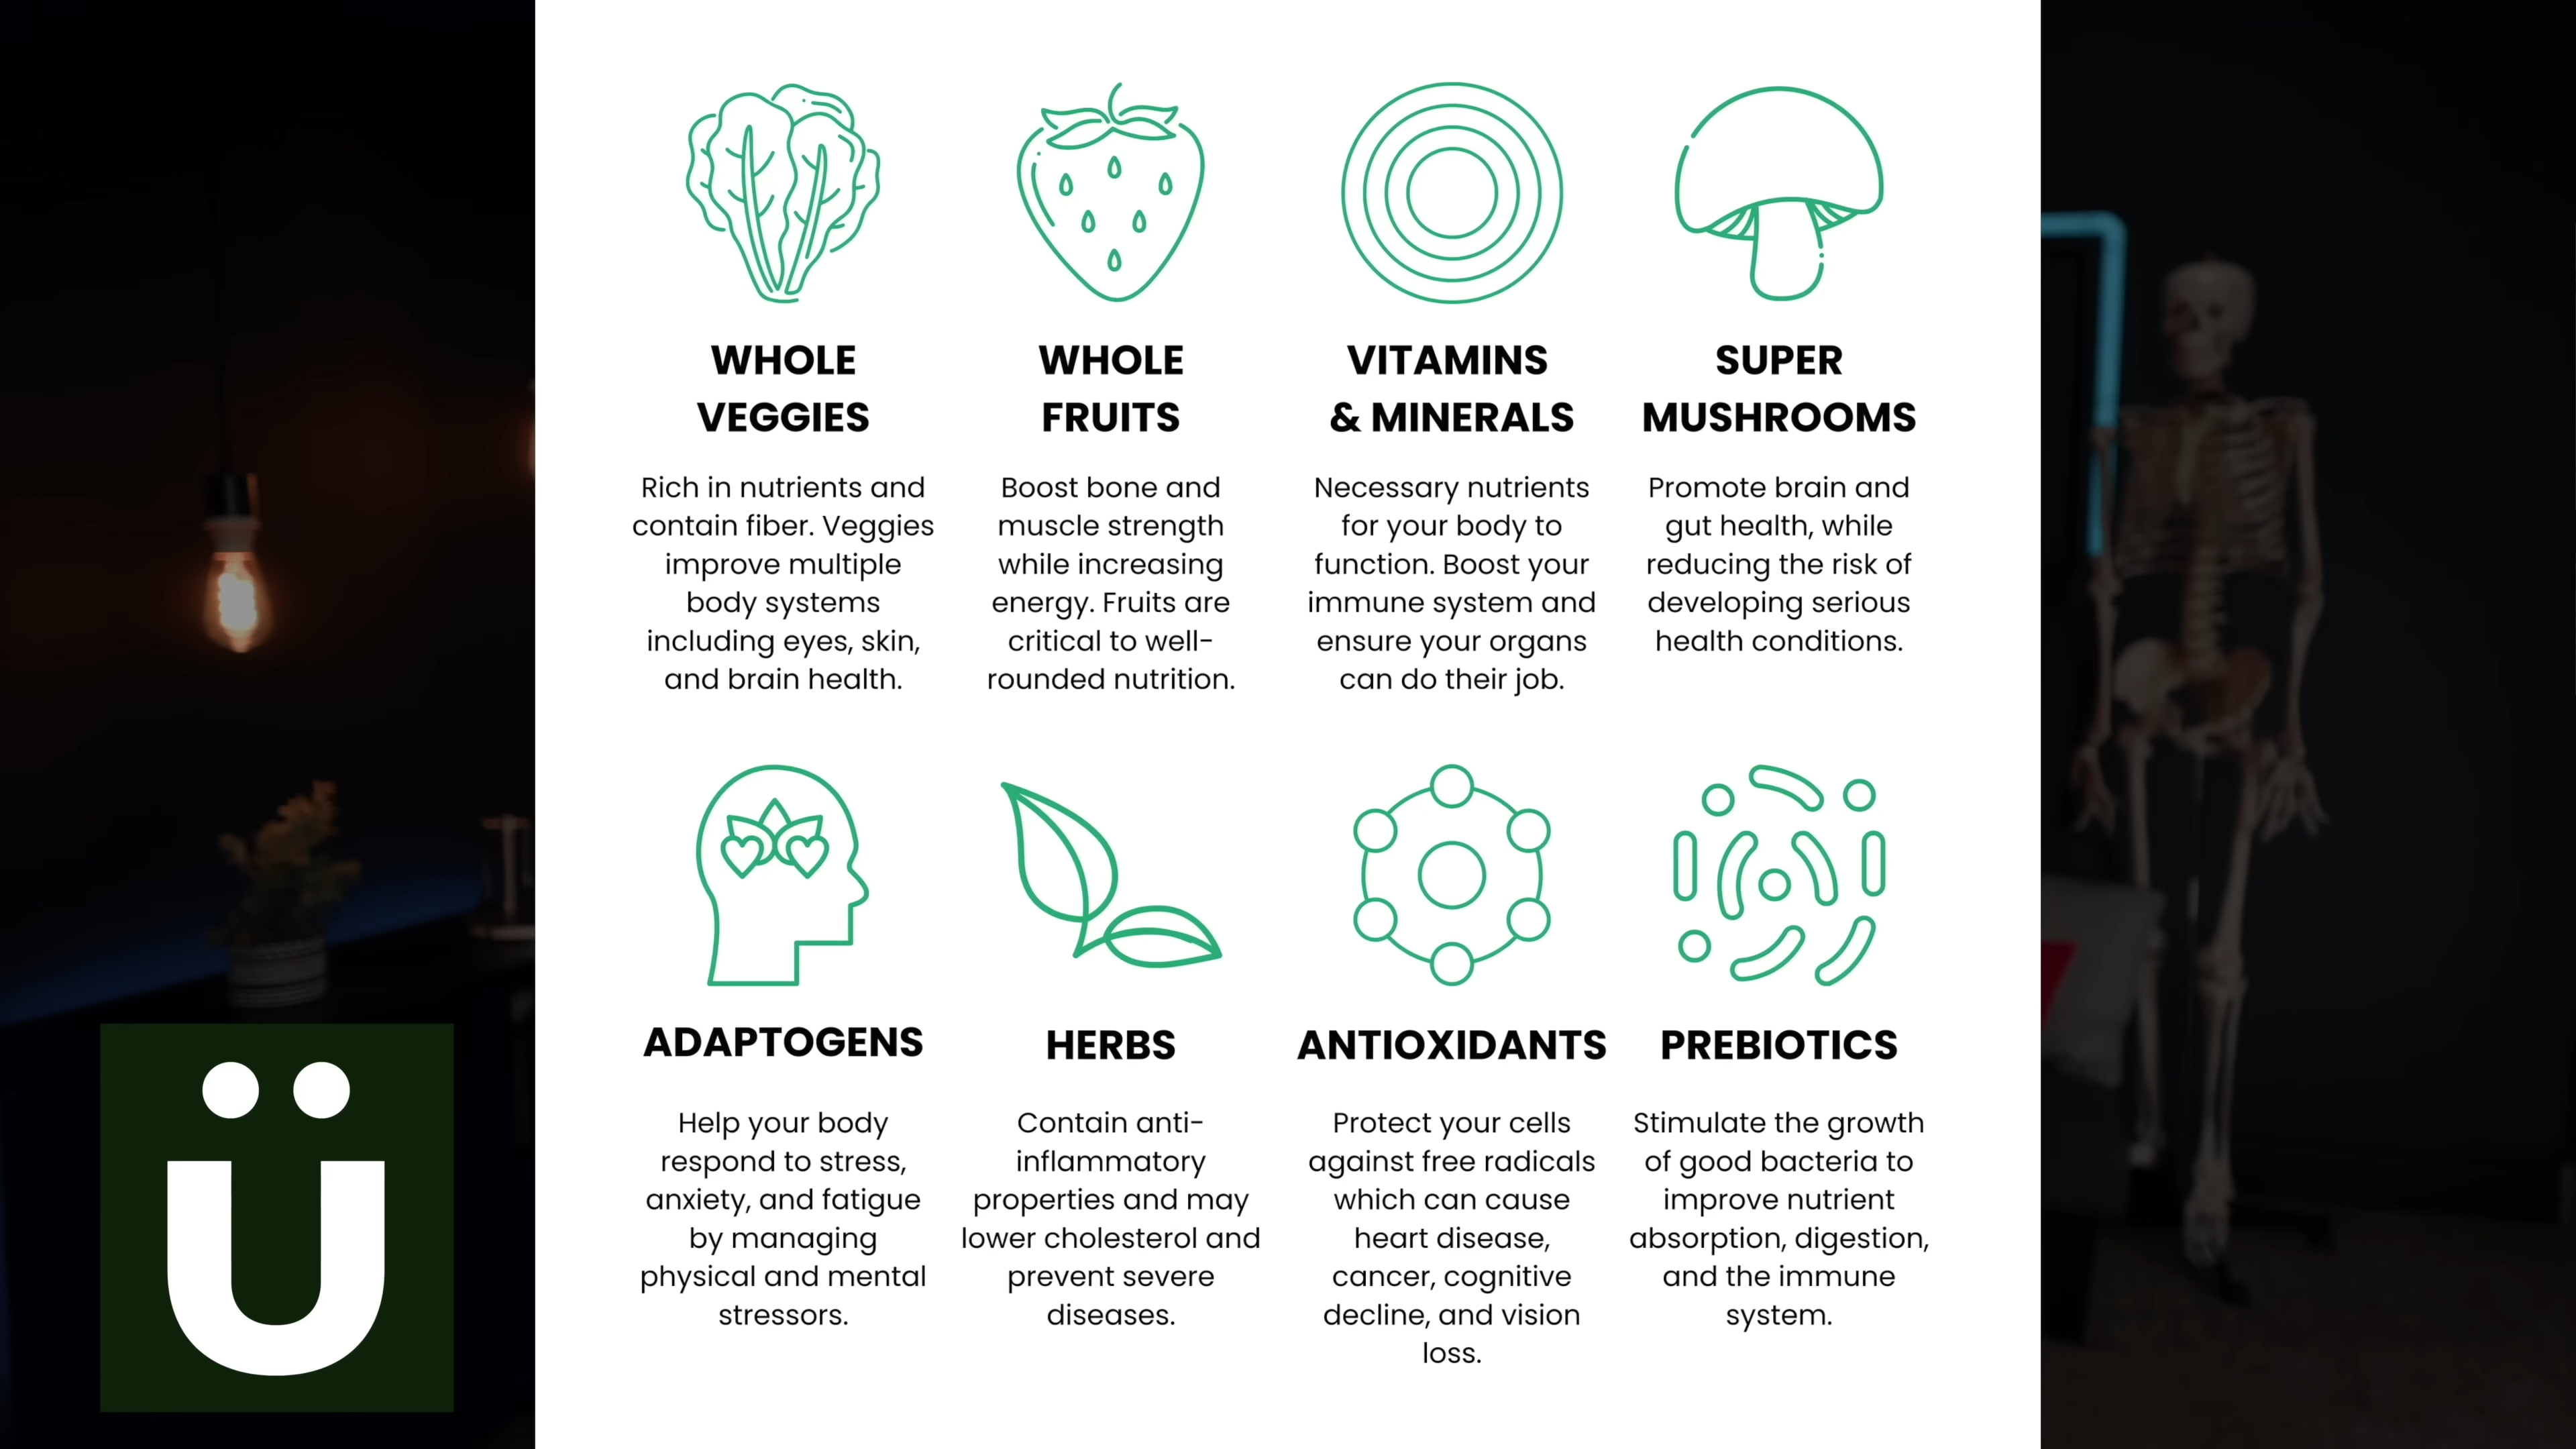 WHOLE
VEGGIES
Rich in nutrients and
contain fiber. Veggies
improve multiple
body systems
including eyes, skin,
and brain health.
WHOLE
FRUITS
Boost bone and
muscle strength
while increasing
energy. Fruits are
critical to well-
rounded nutrition.
VITAMINS
& MINERALS
Necessary nutrients
for your body to
function. Boost your
immune system and
ensure your organs
can do their job.
SUPER
MUSHROOMS
Promote brain and
gut health, while
reducing the risk of
developing serious
health conditions.
ADAPTOGENS
Help your body
respond to stress,
anxiety, and fatigue
by managing
physical and mental
stressors.
HERBS
Contain anti-
inflammatory
properties and may
lower cholesterol and
prevent severe
diseases.
ANTIOXIDANTS
Protect your cells
against free radicals
which can cause
heart disease,
cancer, cognitive
decline, and vision
loss.
PREBIOTICS
Stimulate the growth
of good bacteria to
improve nutrient
absorption, digestion,
and the immune
system.
ü